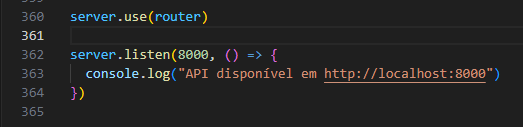 360 server.use(router)
361
362 server.listen(8000, () => {
363 console.log("API disponível em http://localhost:8000")
364 })
365